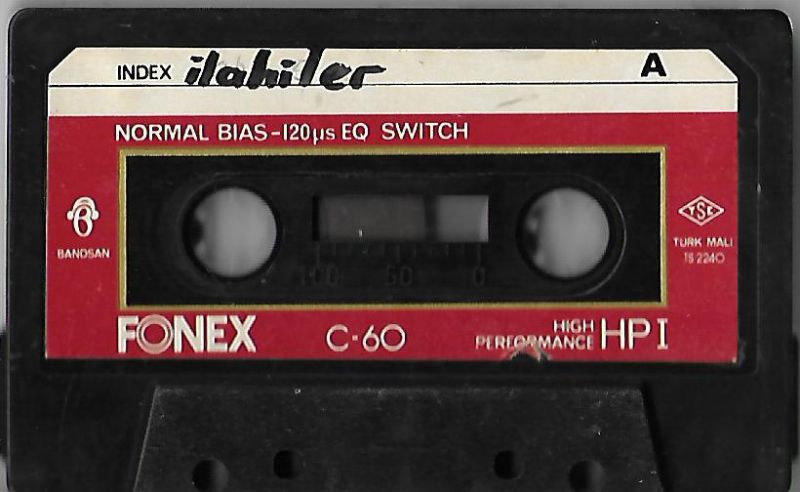 INDEX ilahiler A
NORMAL BIAS-120µs EQ SWITCH
BANDSAN
TSE
TURK MALI
TS 2240
100 50 0
FONEX C-60 HIGH PERFORMANCE HP I